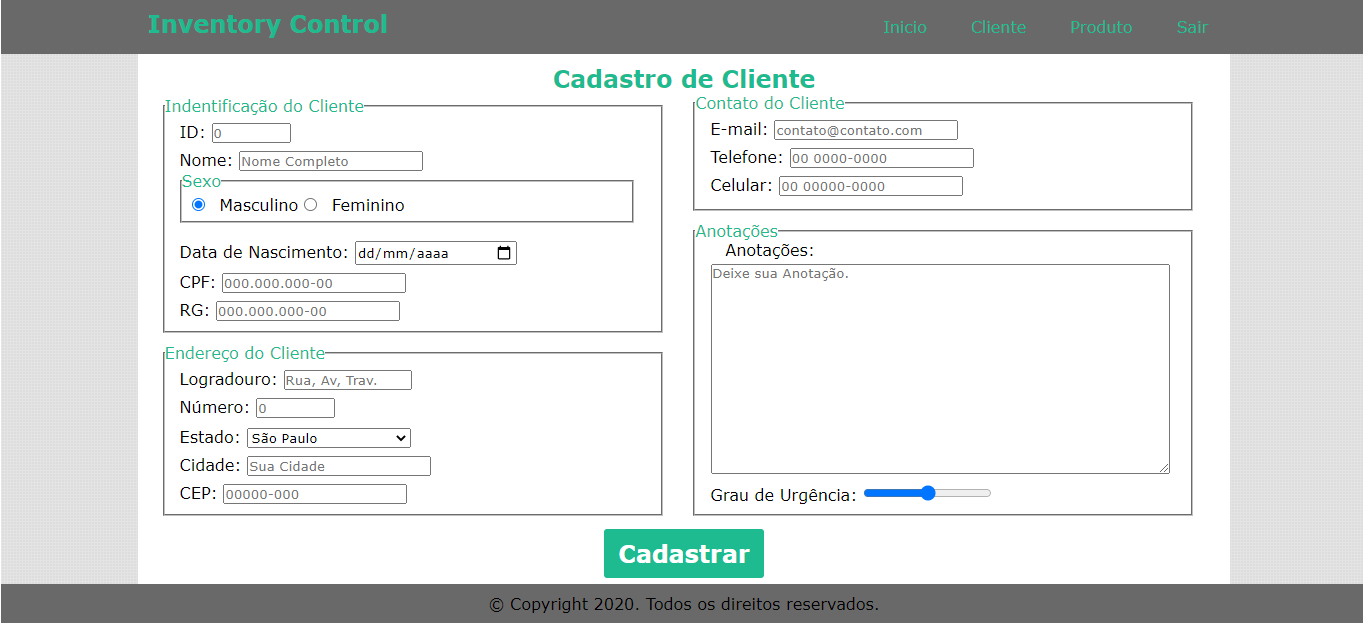 Inventory Control
Inicio Cliente Produto Sair
Cadastro de Cliente
Indentificação do Cliente
ID: 0
Nome: Nome Completo
Sexo
Masculino Feminino
Data de Nascimento: dd/mm/aaaa
CPF: 000.000.000-00
RG: 000.000.000-00
Endereço do Cliente
Logradouro: Rua, Av, Trav.
Número: 0
Estado: São Paulo
Cidade: Sua Cidade
CEP: 00000-000
Contato do Cliente
E-mail: contato@contato.com
Telefone: 00 0000-0000
Celular: 00 00000-0000
Anotações
Anotações:
Deixe sua Anotação.
Grau de Urgência:
Cadastrar
© Copyright 2020. Todos os direitos reservados.